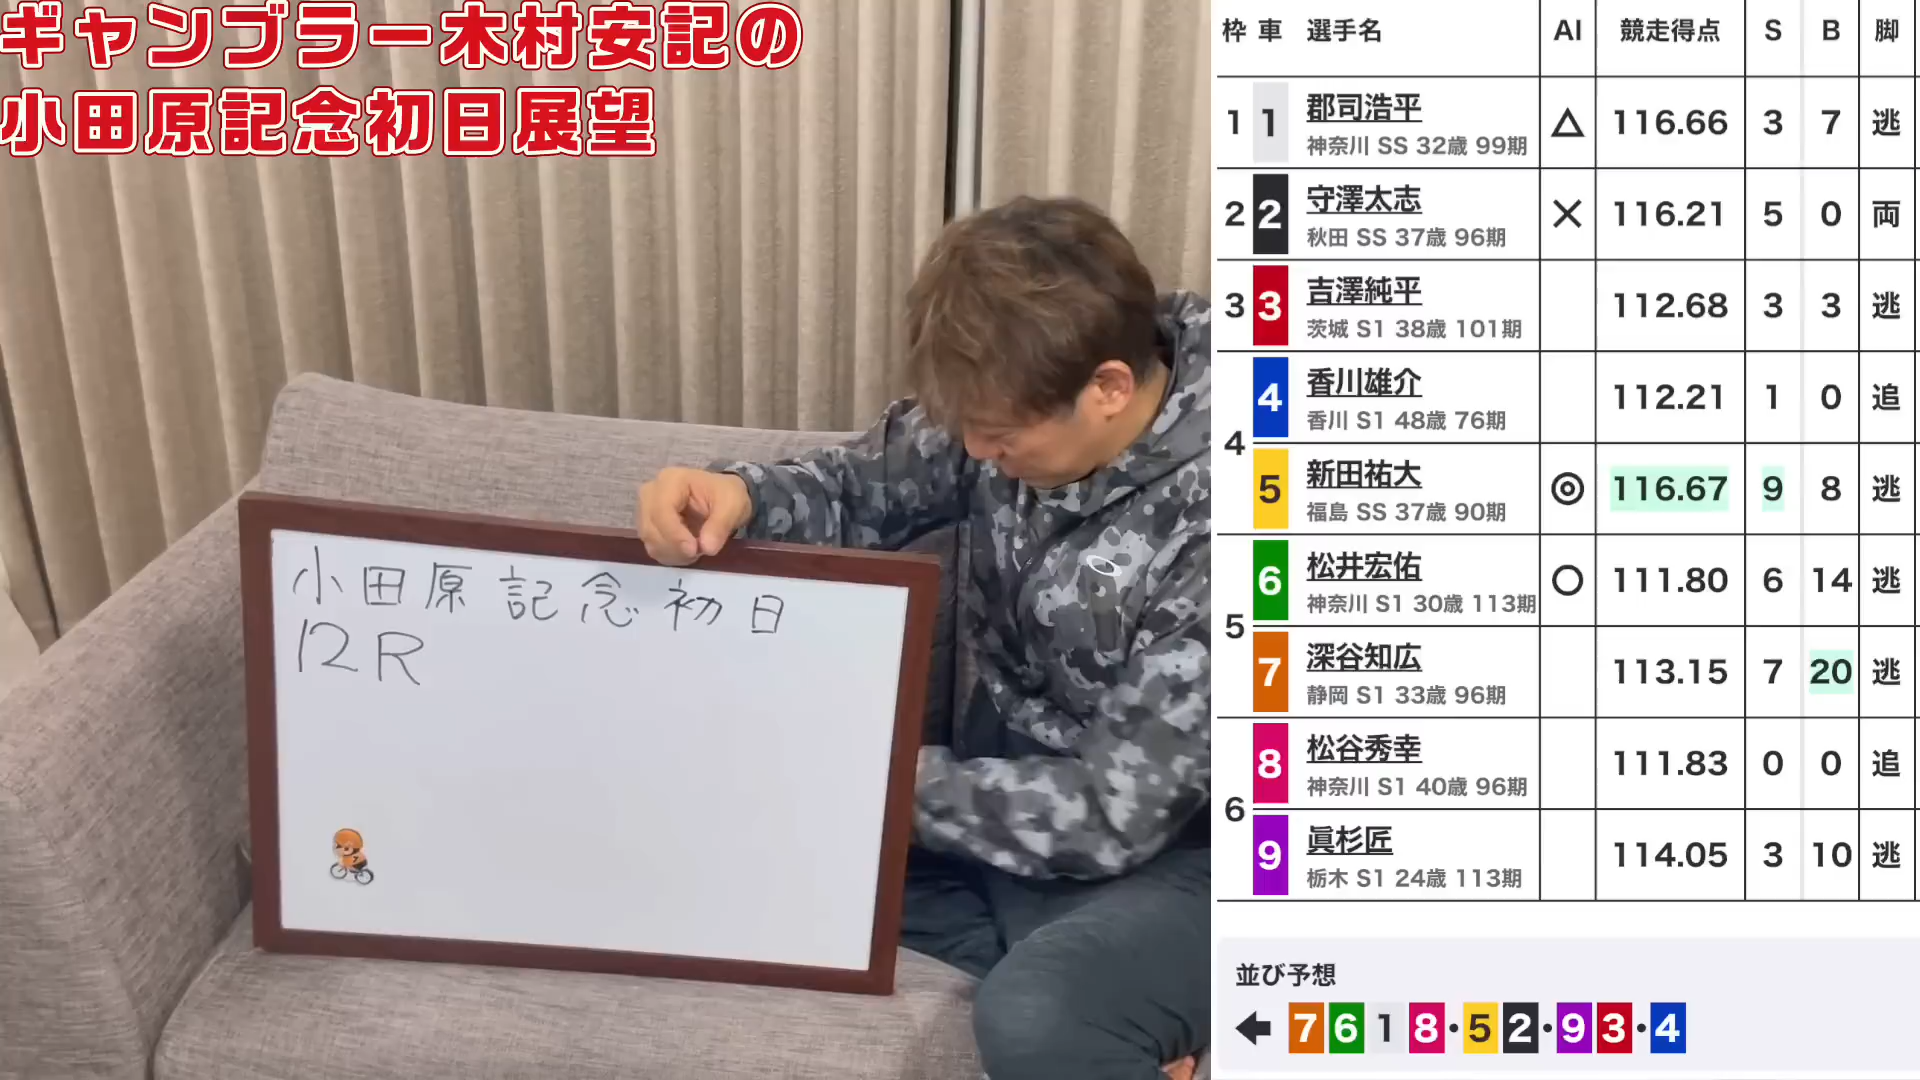 ギャンブラー木村安記の
小田原記念初日展望
小田原記念初日
12R
枠 車 選手名 AI 競走得点 S B 脚
1 1 郡司浩平 △ 116.66 3 7 逃
神奈川 SS 32歳 99期
2 2 守澤太志 × 116.21 5 0 両
秋田 SS 37歳 96期
3 3 吉澤純平 112.68 3 3 逃
茨城 S1 38歳 101期
4 香川雄介 112.21 1 0 追
香川 S1 48歳 76期
4
5 新田祐大 ◎ 116.67 9 8 逃
福島 SS 37歳 90期
6 松井宏佑 ○ 111.80 6 14 逃
神奈川 S1 30歳 113期
5
7 深谷知広 113.15 7 20 逃
静岡 S1 33歳 96期
8 松谷秀幸 111.83 0 0 追
神奈川 S1 40歳 96期
6
9 眞杉匠 114.05 3 10 逃
栃木 S1 24歳 113期
並び予想
← 7 6 1 8・5 2・9 3・4